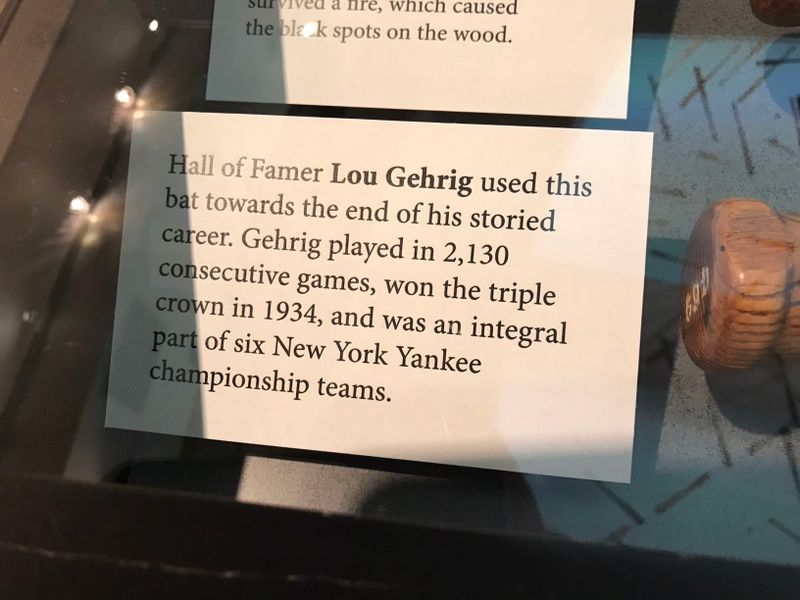 survived a fire, which caused
the black spots on the wood.
Hall of Famer Lou Gehrig used this
bat towards the end of his storied
career. Gehrig played in 2,130
consecutive games, won the triple
crown in 1934, and was an integral
part of six New York Yankee
championship teams.